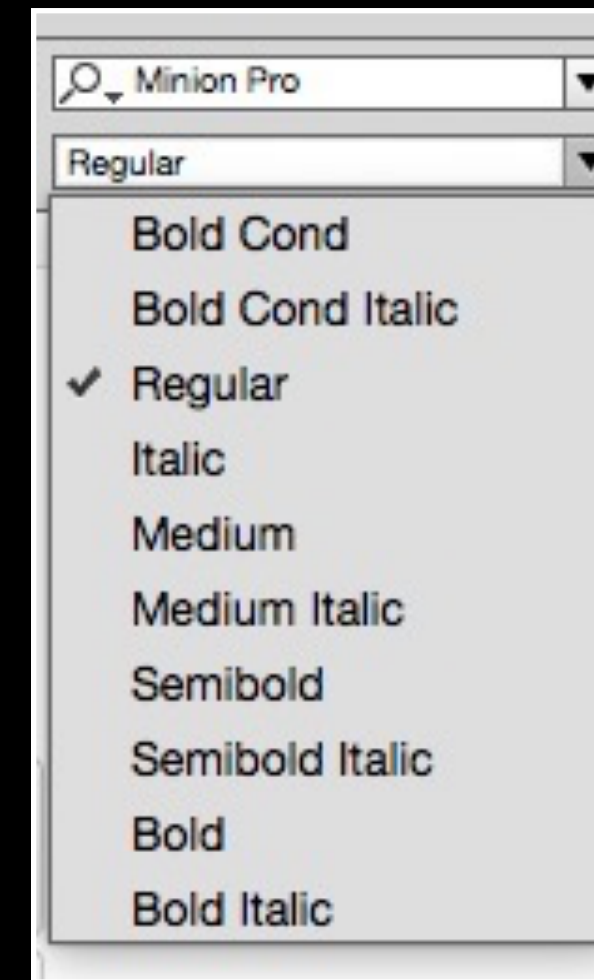 Minion Pro
Regular
Bold Cond
Bold Cond Italic
Regular
Italic
Medium
Medium Italic
Semibold
Semibold Italic
Bold
Bold Italic